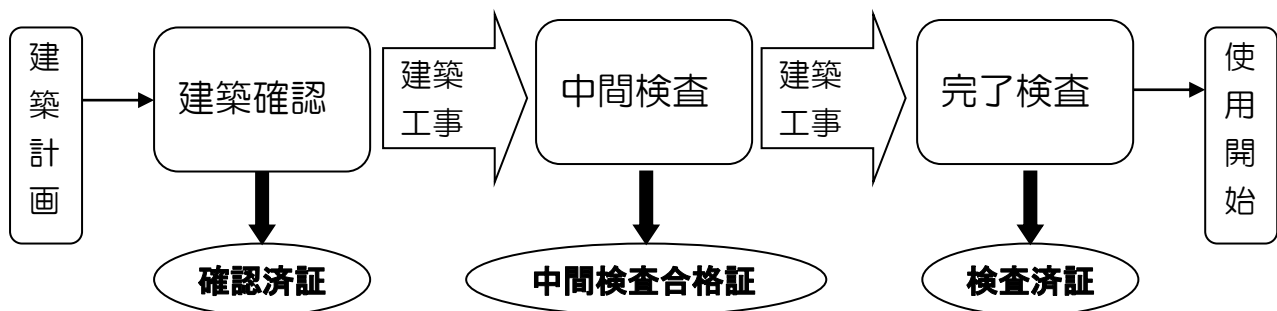 建築計画
建築確認
建築
工事
中間検査
建築
工事
完了検査
使用開始
確認済証
中間検査合格証
検査済証